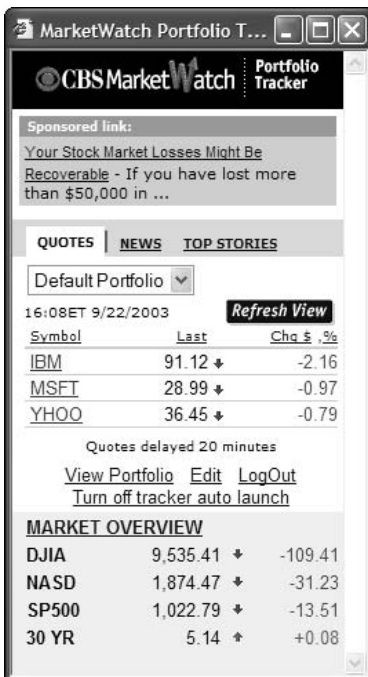 MarketWatch Portfolio T...
CBS MarketWatch Portfolio Tracker
Sponsored link:
Your Stock Market Losses Might Be
Recoverable - If you have lost more
than $50,000 in ...
QUOTES NEWS TOP STORIES
Default Portfolio
16:08ET 9/22/2003 Refresh View
Symbol Last Chg $ ,%
IBM 91.12 -2.16
MSFT 28.99 -0.97
YHOO 36.45 -0.79
Quotes delayed 20 minutes
View Portfolio Edit LogOut
Turn off tracker auto launch
MARKET OVERVIEW
DJIA 9,535.41 -109.41
NASD 1,874.47 -31.23
SP500 1,022.79 -13.51
30 YR 5.14 +0.08